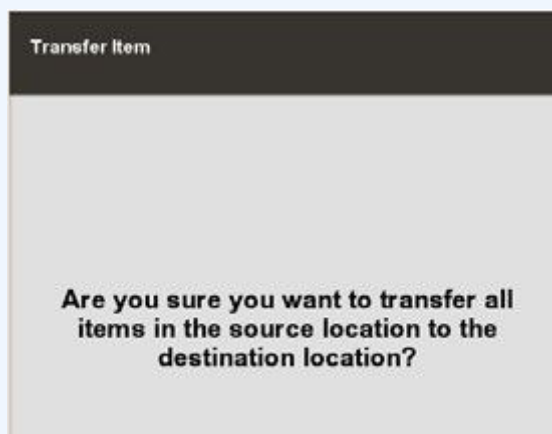 Transfer Item
Are you sure you want to transfer all
items in the source location to the
destination location?